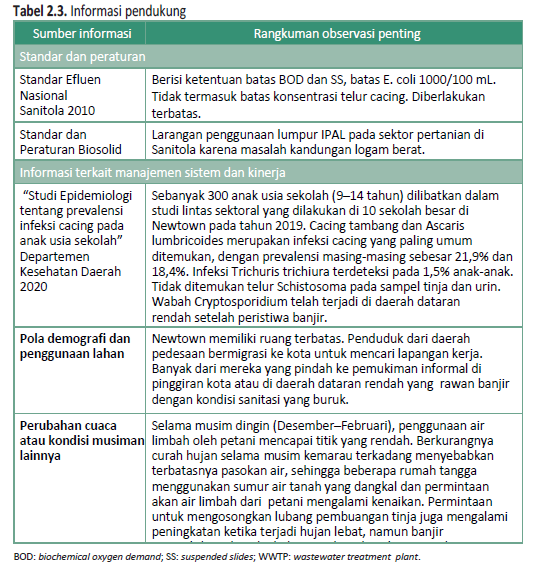 Tabel 2.3. Informasi pendukung
Sumber informasi
Rangkuman observasi penting
Standar dan peraturan
Standar Efluen
Nasional
Sanitola 2010
Berisi ketentuan batas BOD dan SS, batas E. coli 1000/100 mL.
Tidak termasuk batas konsentrasi telur cacing. Diberlakukan
terbatas.
Standar dan
Peraturan Biosolid
Larangan penggunaan lumpur IPAL pada sektor pertanian di
Sanitola karena masalah kandungan logam berat.
Informasi terkait manajemen sistem dan kinerja
“Studi Epidemiologi
tentang prevalensi
infeksi cacing pada
anak usia sekolah”
Departemen
Kesehatan Daerah
2020
Sebanyak 300 anak usia sekolah (9–14 tahun) dilibatkan dalam
studi lintas sektoral yang dilakukan di 10 sekolah besar di
Newtown pada tahun 2019. Cacing tambang dan Ascaris
lumbricoides merupakan infeksi cacing yang paling umum
ditemukan, dengan prevalensi masing-masing sebesar 21,9% dan
18,4%. Infeksi Trichuris trichiura terdeteksi pada 1,5% anak-anak.
Tidak ditemukan telur Schistosoma pada sampel tinja dan urin.
Wabah Cryptosporidium telah terjadi di daerah dataran
rendah setelah peristiwa banjir.
Pola demografi dan
penggunaan lahan
Newtown memiliki ruang terbatas. Penduduk dari daerah
pedesaan bermigrasi ke kota untuk mencari lapangan kerja.
Banyak dari mereka yang pindah ke pemukiman informal di
pinggiran kota atau di daerah dataran rendah yang rawan banjir
dengan kondisi sanitasi yang buruk.
Perubahan cuaca
atau kondisi musiman
lainnya
Selama musim dingin (Desember–Februari), penggunaan air
limbah oleh petani mencapai titik yang rendah. Berkurangnya
curah hujan selama musim kemarau terkadang menyebabkan
terbatasnya pasokan air, sehingga beberapa rumah tangga
menggunakan sumur air tanah yang dangkal dan permintaan
akan air limbah dari petani mengalami kenaikan. Permintaan
untuk mengosongkan lubang pembuangan tinja juga mengalami
peningkatan ketika terjadi hujan lebat, namun banjir
BOD: biochemical oxygen demand; SS: suspended slides; WWTP: wastewater treatment plant.